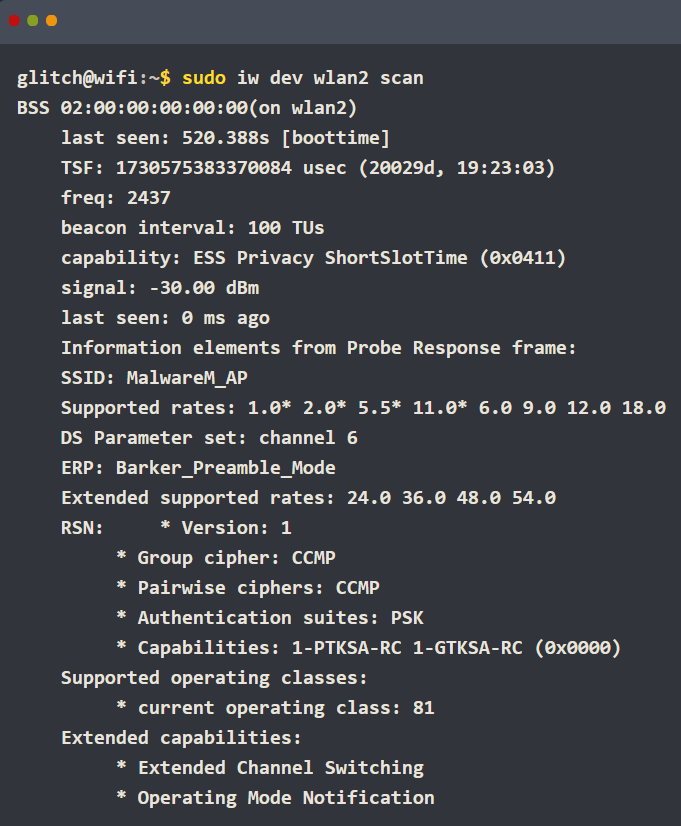 glitch@wifi:~$ sudo iw dev wlan2 scan
BSS 02:00:00:00:00:00(on wlan2)
last seen: 520.388s [boottime]
TSF: 1730575383370084 usec (20029d, 19:23:03)
freq: 2437
beacon interval: 100 TUs
capability: ESS Privacy ShortSlotTime (0x0411)
signal: -30.00 dBm
last seen: 0 ms ago
Information elements from Probe Response frame:
SSID: MalwareM_AP
Supported rates: 1.0* 2.0* 5.5* 11.0* 6.0 9.0 12.0 18.0
DS Parameter set: channel 6
ERP: Barker_Preamble_Mode
Extended supported rates: 24.0 36.0 48.0 54.0
RSN:     * Version: 1
* Group cipher: CCMP
* Pairwise ciphers: CCMP
* Authentication suites: PSK
* Capabilities: 1-PTKSA-RC 1-GTKSA-RC (0x0000)
Supported operating classes:
* current operating class: 81
Extended capabilities:
* Extended Channel Switching
* Operating Mode Notification